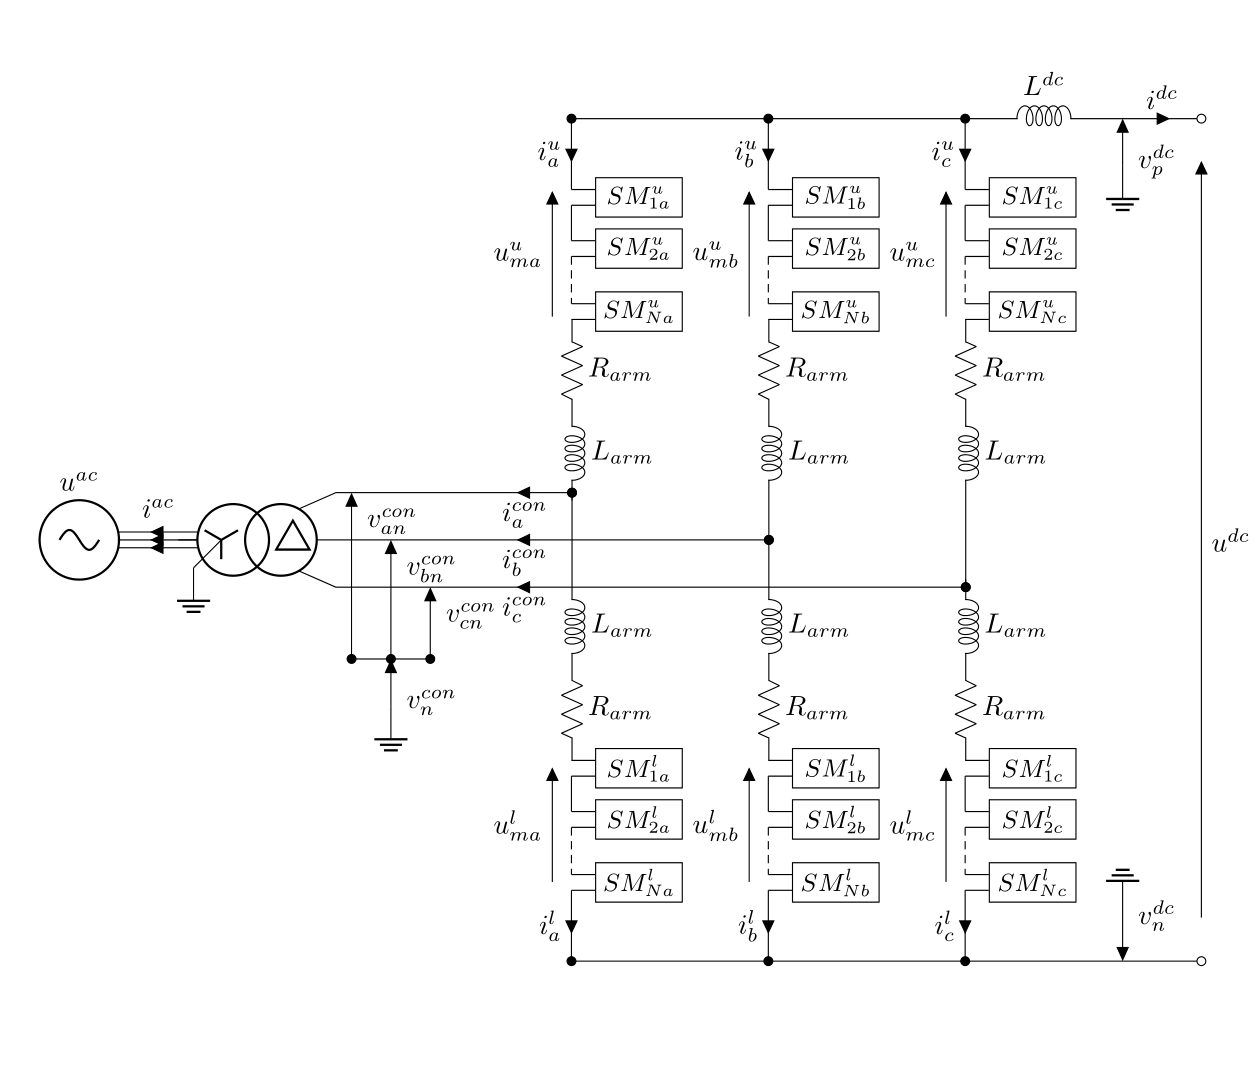 $L^{dc}$
$i^{dc}$
$i_a^u$ $i_b^u$ $i_c^u$ $v_p^{dc}$
$SM_{1a}^u$ $SM_{1b}^u$ $SM_{1c}^u$
$u_{ma}^u$ $SM_{2a}^u$ $u_{mb}^u$ $SM_{2b}^u$ $u_{mc}^u$ $SM_{2c}^u$
$SM_{Na}^u$ $SM_{Nb}^u$ $SM_{Nc}^u$
$R_{arm}$ $R_{arm}$ $R_{arm}$
$L_{arm}$ $L_{arm}$ $L_{arm}$
$u^{ac}$
$i^{ac}$
$v_{an}^{con}$ $i_a^{con}$
$u^{dc}$
$v_{bn}^{con}$ $i_b^{con}$
$v_{cn}^{con}$ $i_c^{con}$
$L_{arm}$ $L_{arm}$ $L_{arm}$
$v_n^{con}$ $R_{arm}$ $R_{arm}$ $R_{arm}$
$SM_{1a}^l$ $SM_{1b}^l$ $SM_{1c}^l$
$u_{ma}^l$ $SM_{2a}^l$ $u_{mb}^l$ $SM_{2b}^l$ $u_{mc}^l$ $SM_{2c}^l$
$SM_{Na}^l$ $SM_{Nb}^l$ $SM_{Nc}^l$
$i_a^l$ $i_b^l$ $i_c^l$ $v_n^{dc}$